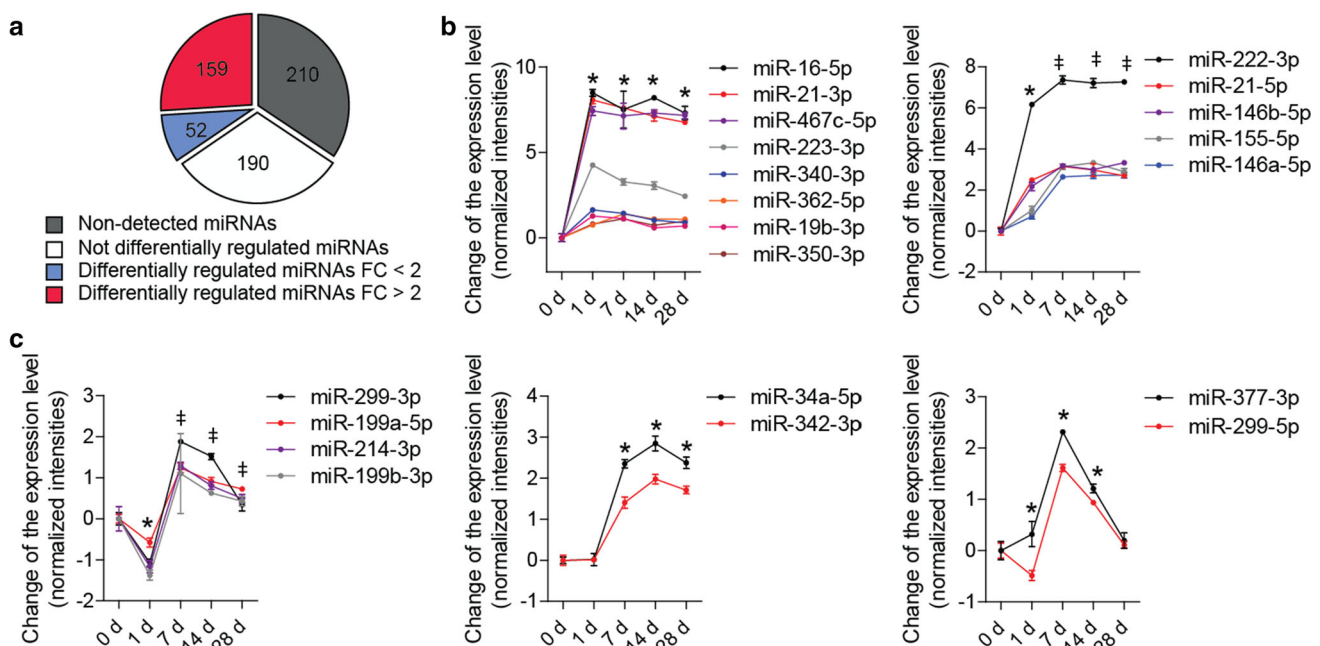 a
159
210
52
190
Non-detected miRNAs
Not differentially regulated miRNAs
Differentially regulated miRNAs FC < 2
Differentially regulated miRNAs FC > 2
b
Change of the expression level
(normalized intensities)
10
5
0
* * * *
0 d
1 d
7 d
14 d
28 d
miR-16-5p
miR-21-3p
miR-467c-5p
miR-223-3p
miR-340-3p
miR-362-5p
miR-19b-3p
miR-350-3p
Change of the expression level
(normalized intensities)
8
6
4
2
0
-2
* ‡ ‡ ‡
0 d
1 d
7 d
14 d
28 d
miR-222-3p
miR-21-5p
miR-146b-5p
miR-155-5p
miR-146a-5p
c
Change of the expression level
(normalized intensities)
3
2
1
0
-1
-2
* ‡ ‡ ‡
0 d
1 d
7 d
14 d
28 d
miR-299-3p
miR-199a-5p
miR-214-3p
miR-199b-3p
Change of the expression level
(normalized intensities)
4
3
2
1
0
-1
* * *
0 d
1 d
7 d
14 d
28 d
miR-34a-5p
miR-342-3p
Change of the expression level
(normalized intensities)
3
2
1
0
-1
* * *
0 d
1 d
7 d
14 d
28 d
miR-377-3p
miR-299-5p